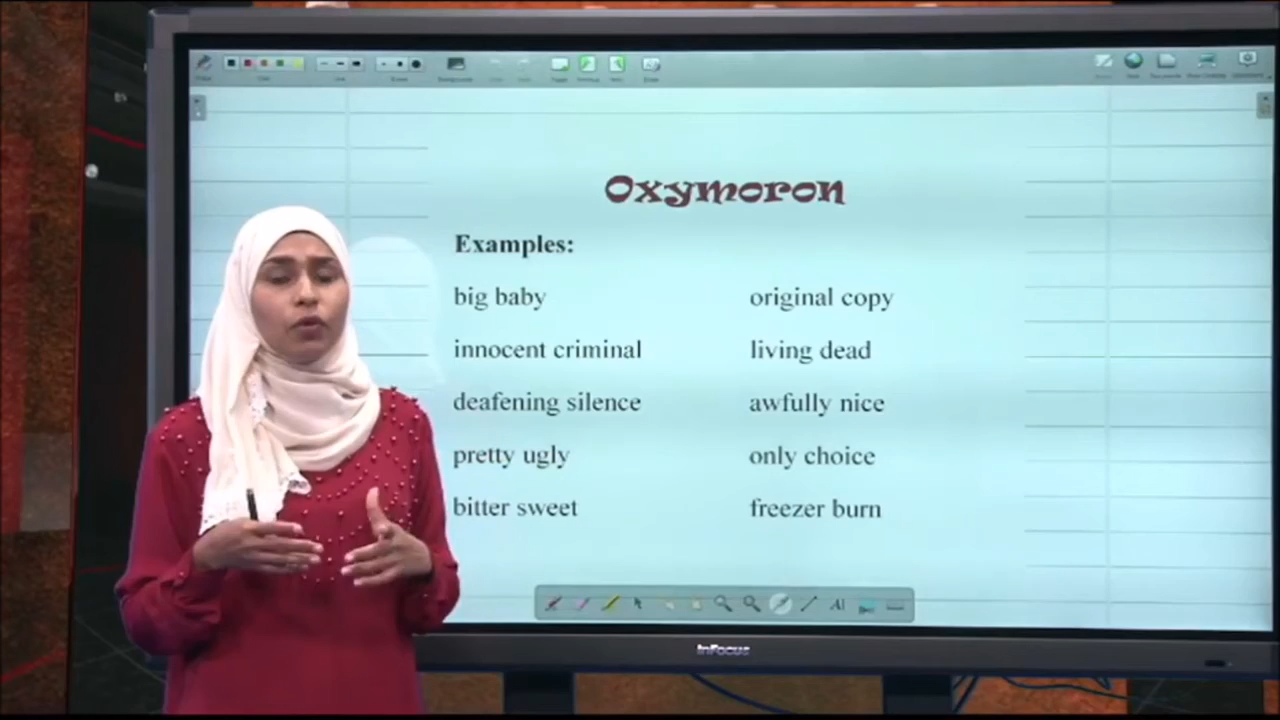 Oxymoron
Examples:
big baby original copy
innocent criminal living dead
deafening silence awfully nice
pretty ugly only choice
bitter sweet freezer burn
AI
InFocus